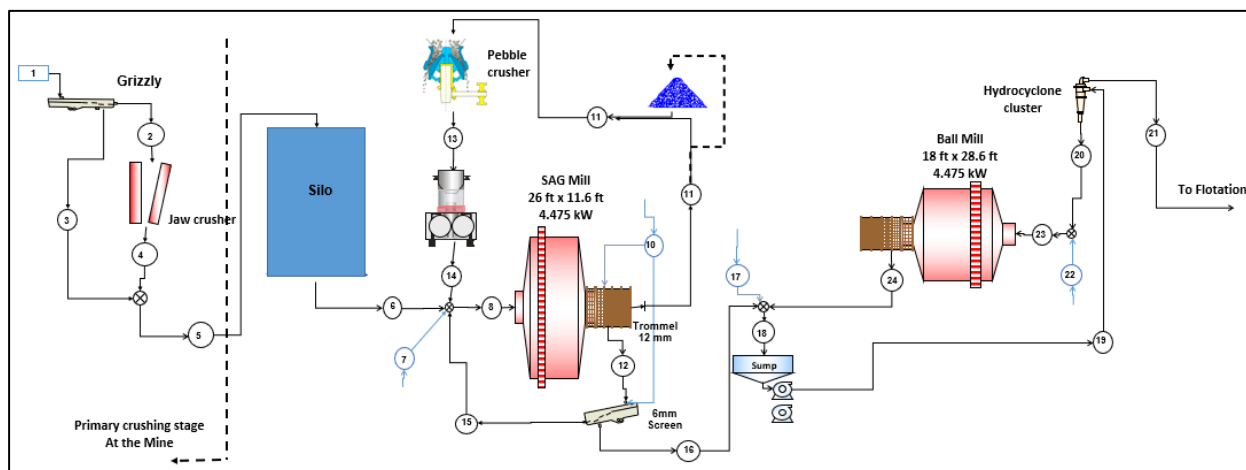 1
Grizzly
2
3
Jaw crusher
4
5
Primary crushing stage
At the Mine
Silo
6
7
Pebble
crusher
13
14
8
15
SAG Mill
26 ft x 11.6 ft
4.475 kW
11
11
10
Trommel
12 mm
12
6mm
Screen
16
17
18
Sump
19
Ball Mill
18 ft x 28.6 ft
4.475 kW
24
23
22
Hydrocyclone
cluster
20
21
To Flotation